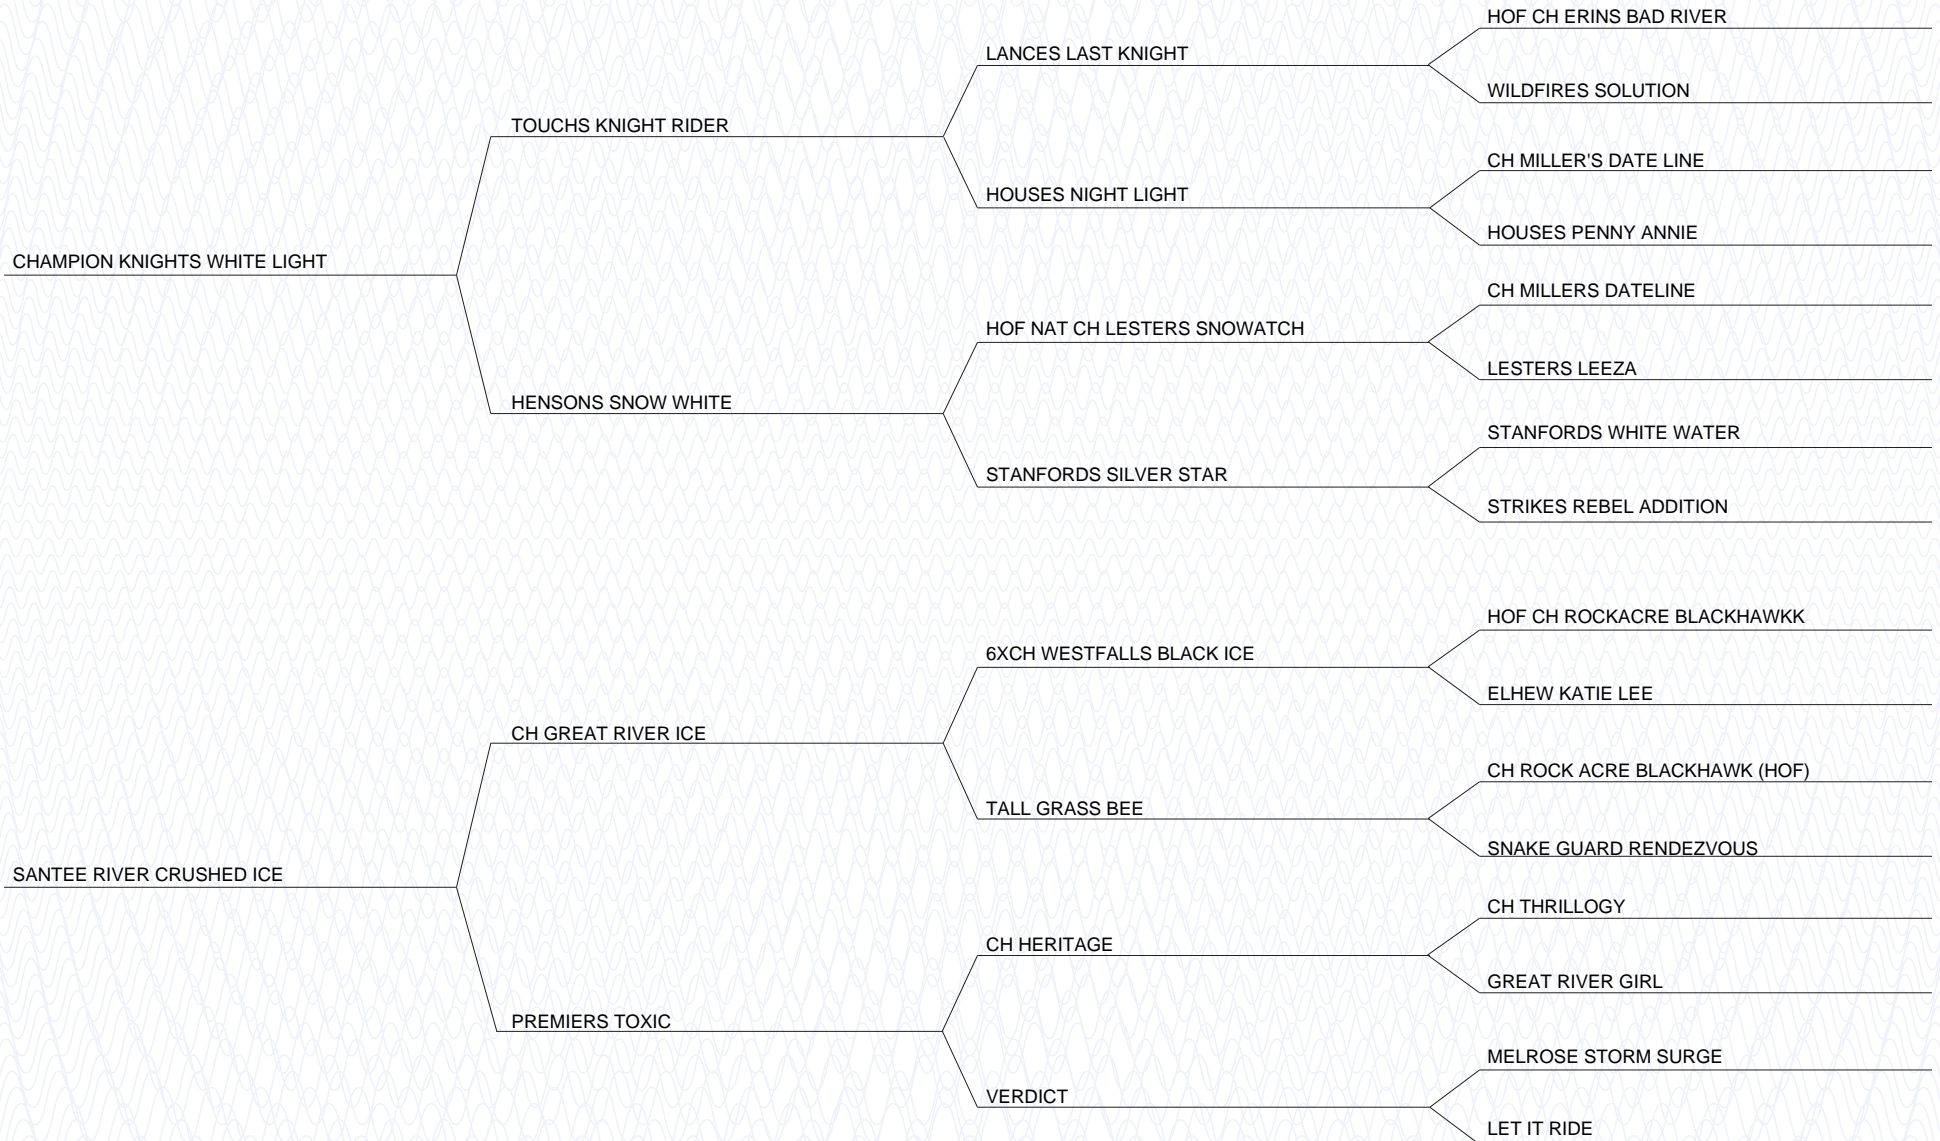 HOF CH ERINS BAD RIVER
LANCES LAST KNIGHT
WILDFIRES SOLUTION
TOUCHS KNIGHT RIDER
CH MILLER'S DATE LINE
HOUSES NIGHT LIGHT
HOUSES PENNY ANNIE
CHAMPION KNIGHTS WHITE LIGHT
CH MILLERS DATELINE
HOF NAT CH LESTERS SNOWATCH
LESTERS LEEZA
HENSONS SNOW WHITE
STANFORDS WHITE WATER
STANFORDS SILVER STAR
STRIKES REBEL ADDITION
HOF CH ROCKACRE BLACKHAWKK
6XCH WESTFALLS BLACK ICE
ELHEW KATIE LEE
CH GREAT RIVER ICE
CH ROCK ACRE BLACKHAWK (HOF)
TALL GRASS BEE
SNAKE GUARD RENDEZVOUS
SANTEE RIVER CRUSHED ICE
CH THRILLOGY
CH HERITAGE
GREAT RIVER GIRL
PREMIERS TOXIC
MELROSE STORM SURGE
VERDICT
LET IT RIDE